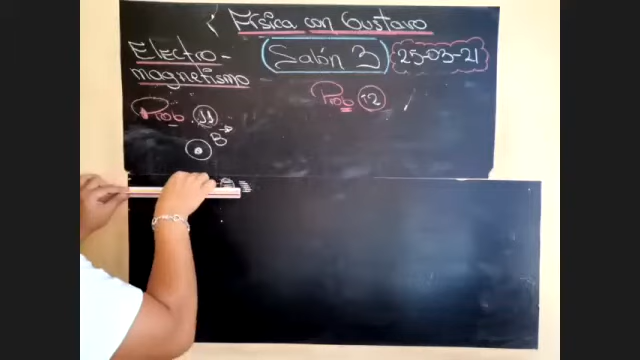 Física con Gustavo
Electro-
magnetismo
Salón 3
25-03-21
Prob 11
Prob 12
B